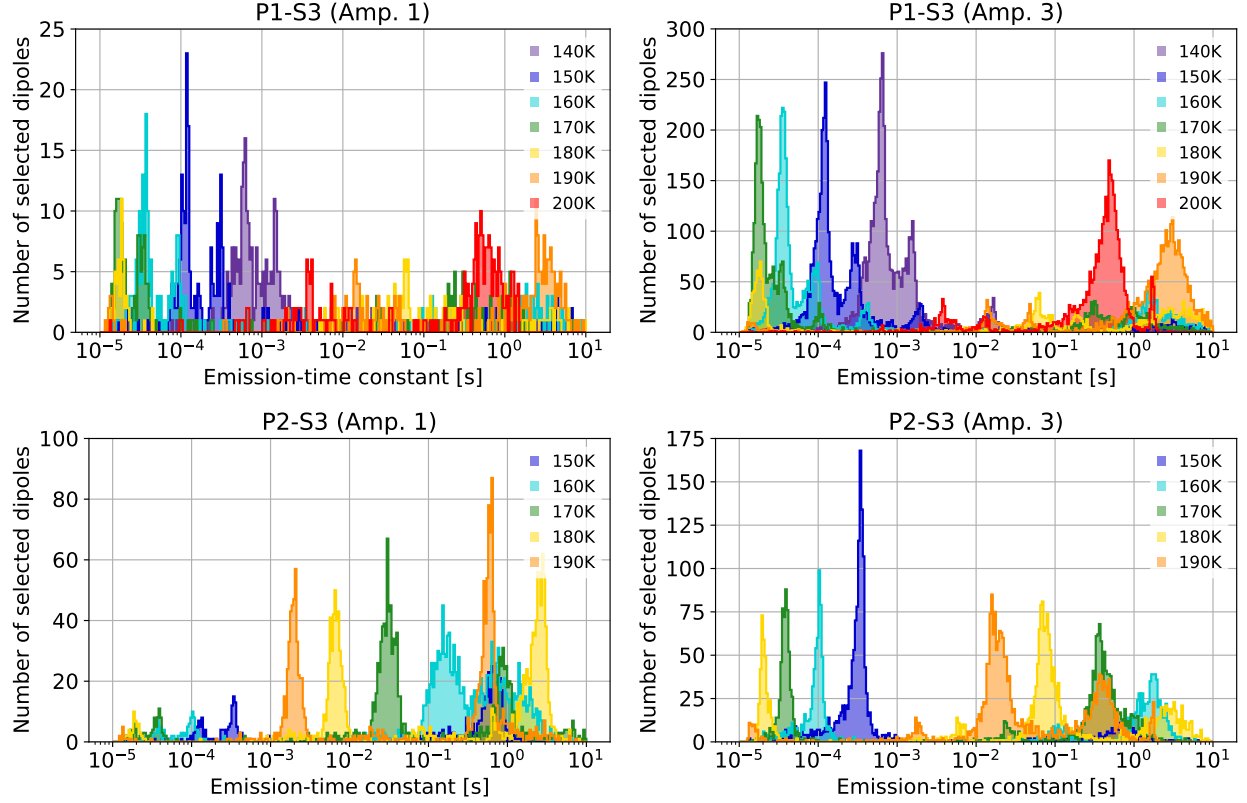 P1-S3 (Amp. 1)
Number of selected dipoles
25
20
15
10
5
0
140K
150K
160K
170K
180K
190K
200K
10⁻⁵ 10⁻⁴ 10⁻³ 10⁻² 10⁻¹ 10⁰ 10¹
Emission-time constant [s]
P1-S3 (Amp. 3)
Number of selected dipoles
300
250
200
150
100
50
0
140K
150K
160K
170K
180K
190K
200K
10⁻⁵ 10⁻⁴ 10⁻³ 10⁻² 10⁻¹ 10⁰ 10¹
Emission-time constant [s]
P2-S3 (Amp. 1)
Number of selected dipoles
100
80
60
40
20
0
150K
160K
170K
180K
190K
10⁻⁵ 10⁻⁴ 10⁻³ 10⁻² 10⁻¹ 10⁰ 10¹
Emission-time constant [s]
P2-S3 (Amp. 3)
Number of selected dipoles
175
150
125
100
75
50
25
0
150K
160K
170K
180K
190K
10⁻⁵ 10⁻⁴ 10⁻³ 10⁻² 10⁻¹ 10⁰ 10¹
Emission-time constant [s]